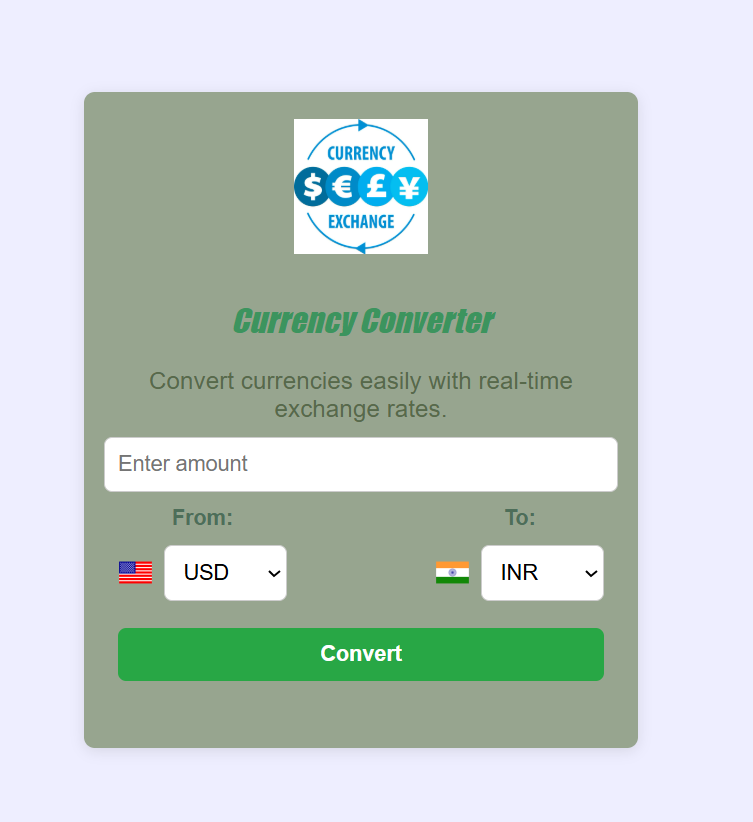 CURRENCY
$ € £ ¥
EXCHANGE
Currency Converter
Convert currencies easily with real-time
exchange rates.
Enter amount
From: To:
USD INR
Convert